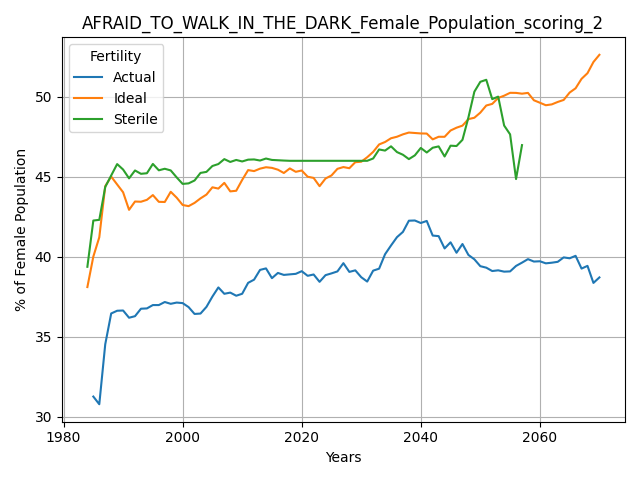 AFRAID_TO_WALK_IN_THE_DARK_Female_Population_scoring_2
Fertility
Actual
Ideal
Sterile
% of Female Population
50
45
40
35
30
1980
2000
2020
2040
2060
Years